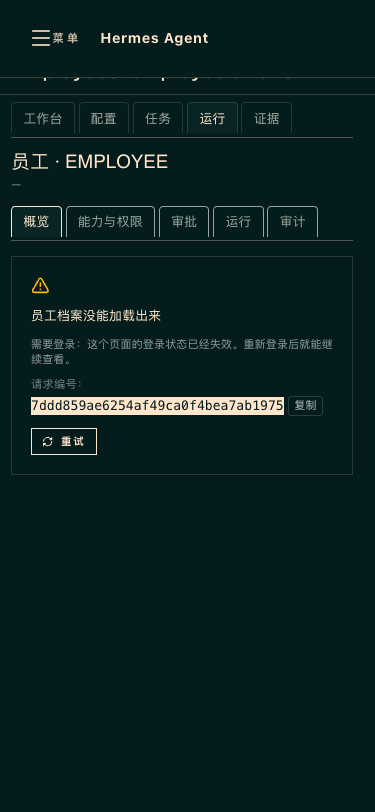 菜单
Hermes Agent
工作台
配置
任务
运行
证据
员工 · EMPLOYEE
—
概览
能力与权限
审批
运行
审计
员工档案没能加载出来
需要登录: 这个页面的登录状态已经失效。重新登录后就能继续查看。
请求编号:
7ddd859ae6254af49ca0f4bea7ab1975
复制
重试